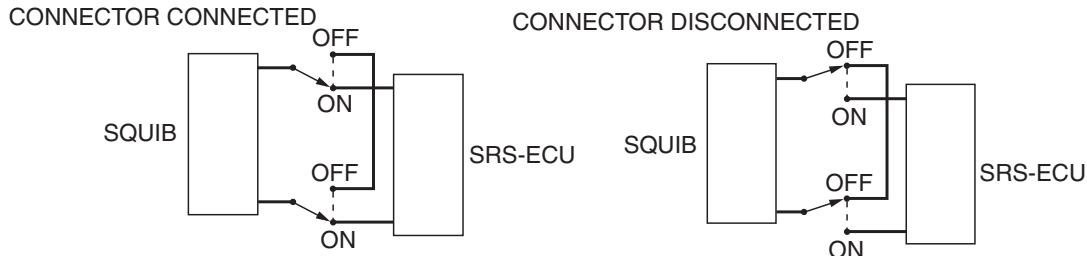 CONNECTOR CONNECTED
OFF
ON
SQUIB
SRS-ECU
OFF
ON
CONNECTOR DISCONNECTED
OFF
ON
SQUIB
SRS-ECU
OFF
ON